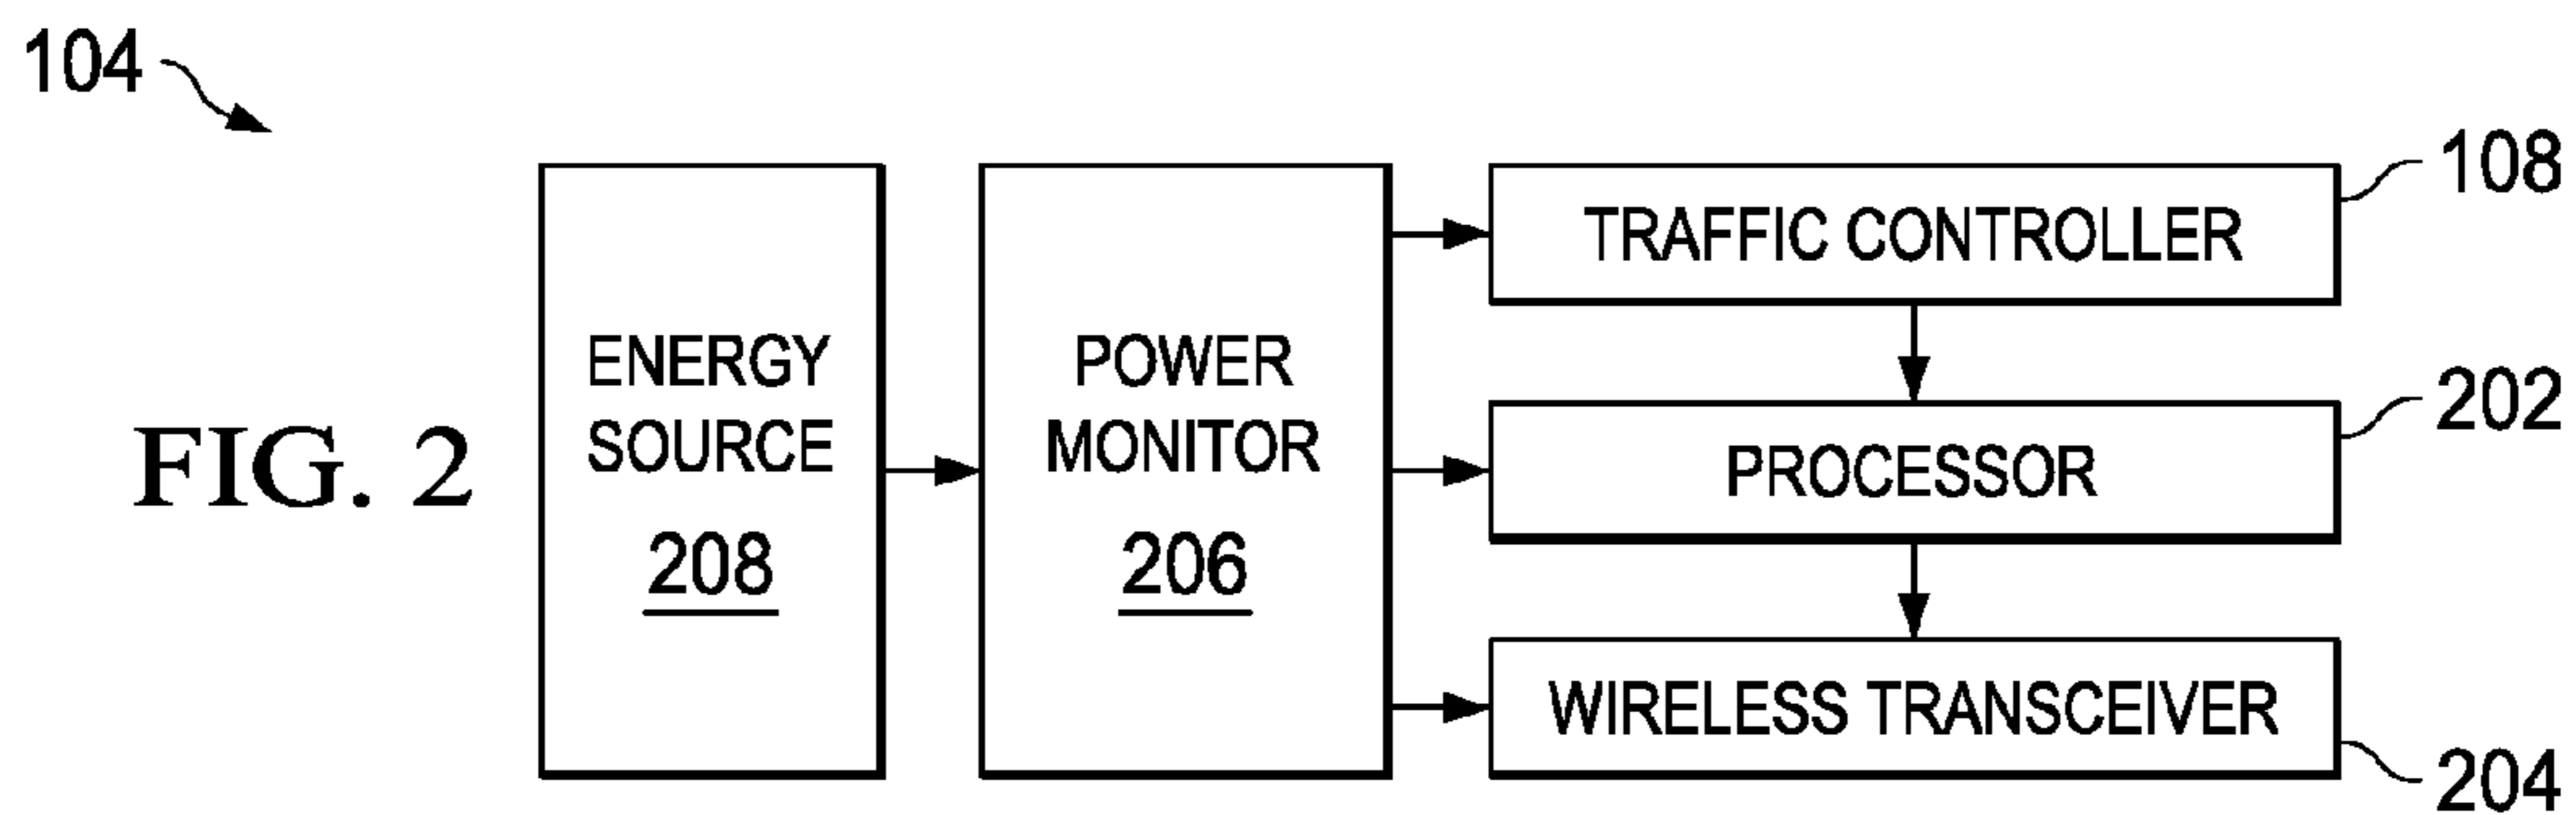 104
FIG. 2
ENERGY
SOURCE
208
POWER
MONITOR
206
TRAFFIC CONTROLLER
108
PROCESSOR
202
WIRELESS TRANSCEIVER
204